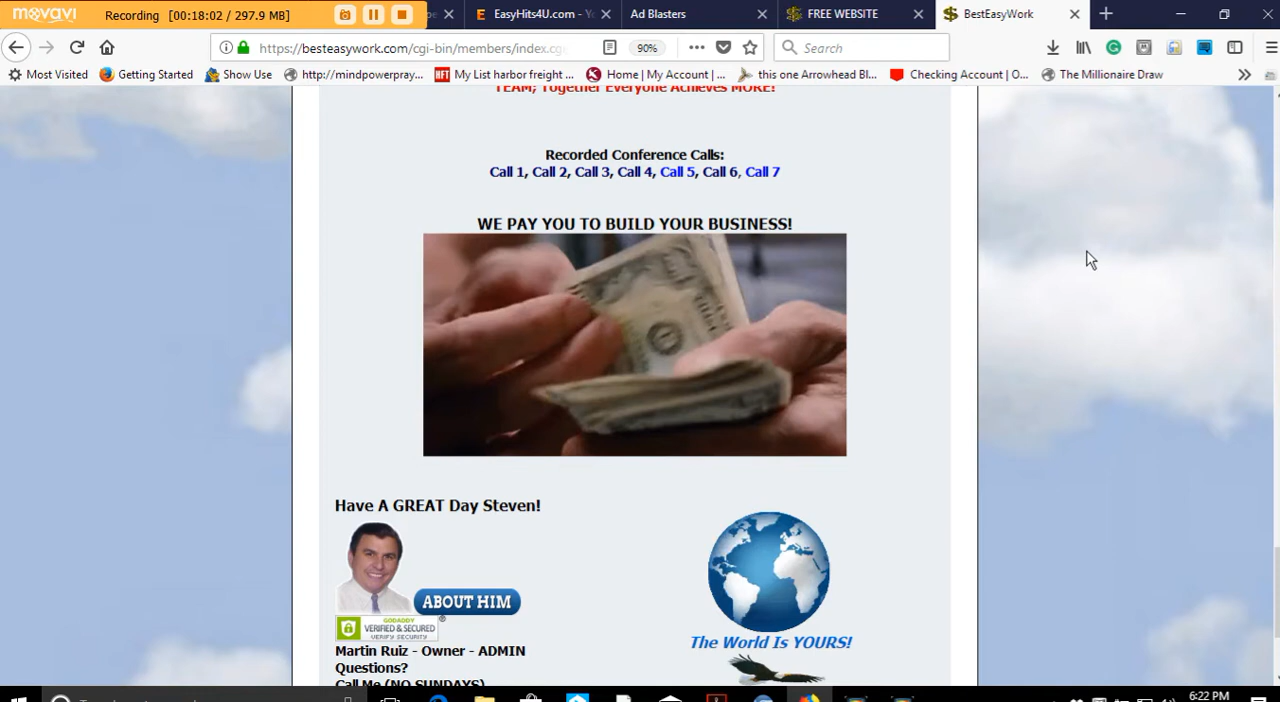 movavi Recording [00:18:02 / 297.9 MB]
EasyHits4U.com - Yo
Ad Blasters
FREE WEBSITE
BestEasyWork
https://besteasywork.com/cgi-bin/members/index.cg
90%
Search
Most Visited
Getting Started
Show Use
http://mindpowerpray...
My List harbor freight ...
Home | My Account | ...
this one Arrowhead Bl...
Checking Account | O...
The Millionaire Draw
TEAM; Together Everyone Achieves MORE!
Recorded Conference Calls:
Call 1, Call 2, Call 3, Call 4, Call 5, Call 6, Call 7
WE PAY YOU TO BUILD YOUR BUSINESS!
Have A GREAT Day Steven!
ABOUT HIM
GODADDY
VERIFIED & SECURED
VERIFY SECURITY
The World Is YOURS!
Martin Ruiz - Owner - ADMIN
Questions?
Call Me (NO SUNDAYS)
6:22 PM